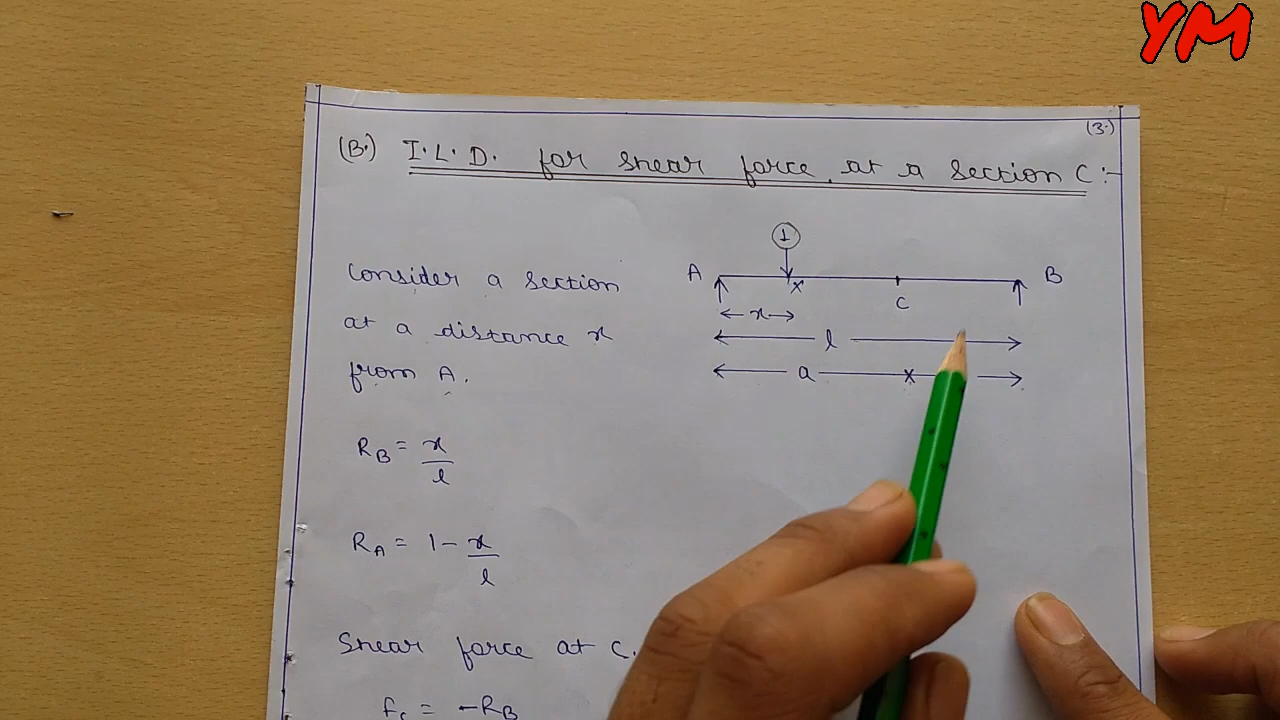 YM
(3.)
(B.) I.L.D. for shear force at a section C :-
1
A x C B
x
l
a x
Consider a section
at a distance x
from A.
RB = x/l
RA = 1 - x/l
Shear force at C.
Fc = -RB